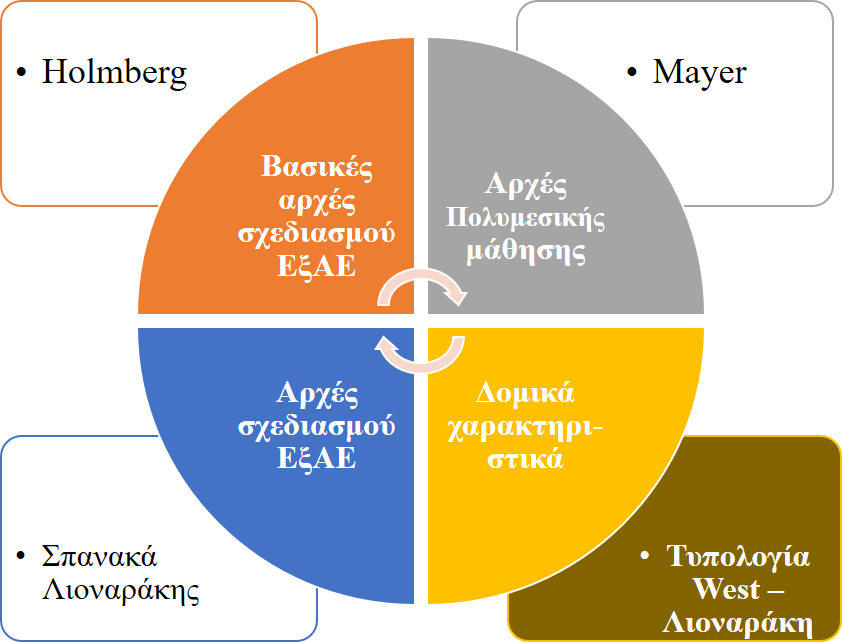 • Holmberg
• Mayer
Βασικές
αρχές
σχεδιασμού
ΕξΑΕ
Αρχές
Πολυμεσικής
μάθησης
Αρχές
σχεδιασμού
ΕξΑΕ
Δομικά
χαρακτηρι-
στικά
• Σπανακά
Λιοναράκης
• Τυπολογία
West –
Λιοναράκη